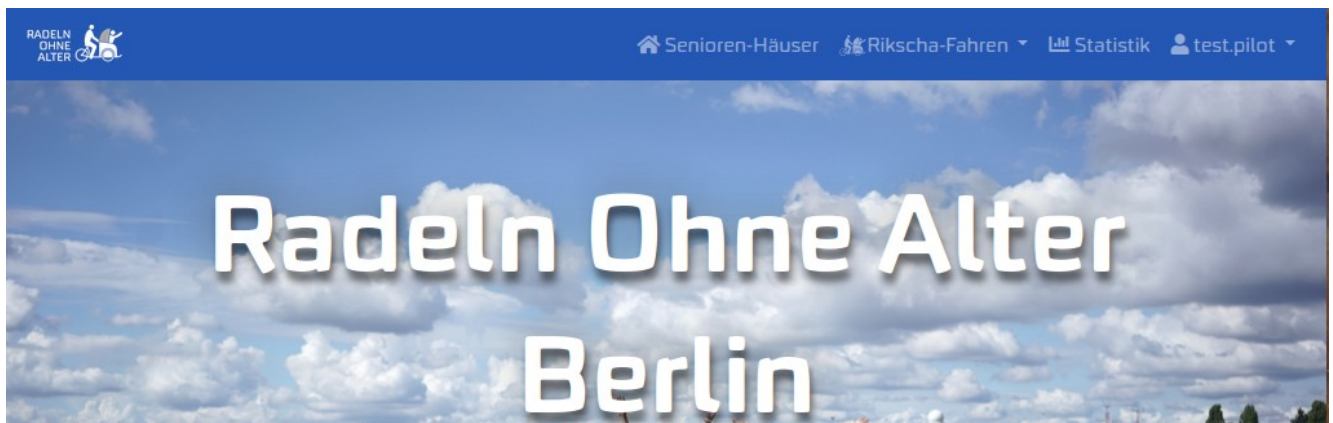 RADELN
OHNE
ALTER
Senioren-Häuser Rikscha-Fahren Statistik test.pilot
Radeln Ohne Alter
Berlin